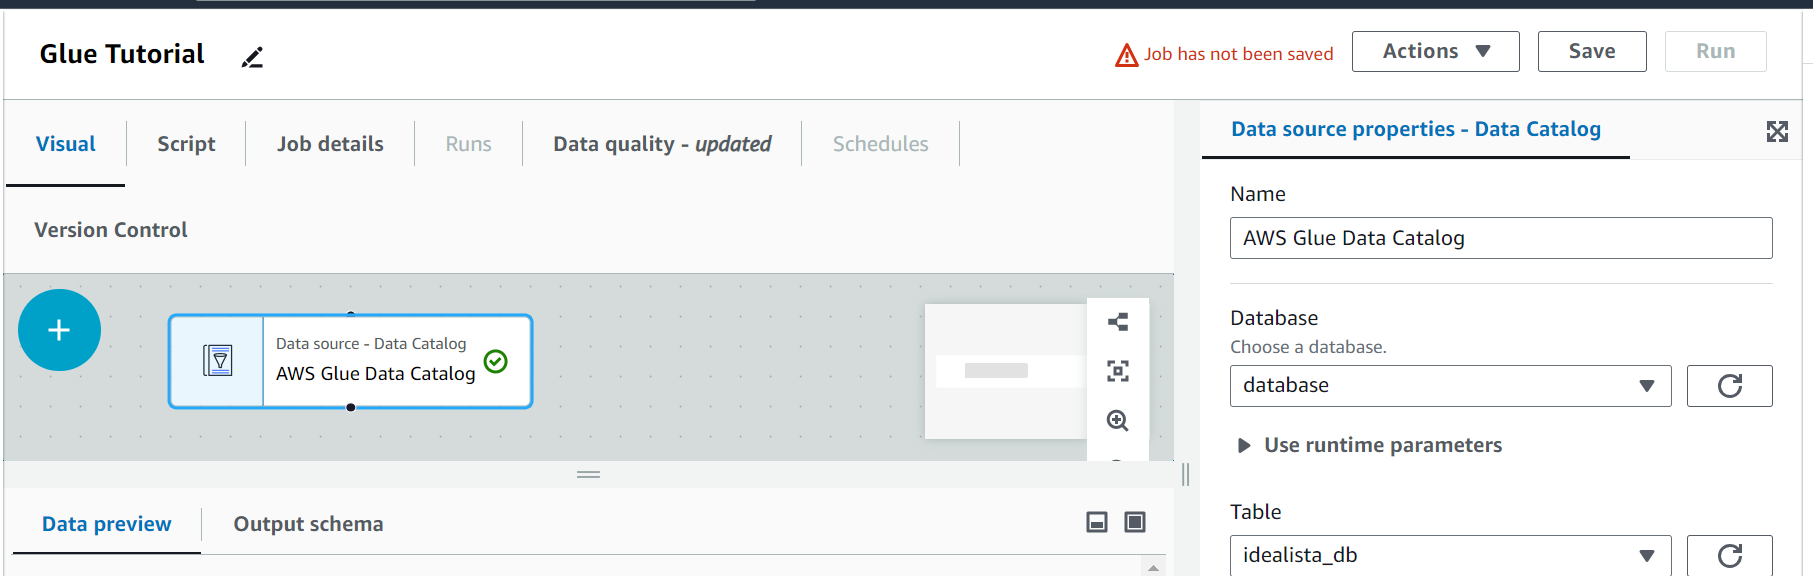 Glue Tutorial
Job has not been saved
Actions
Save
Run
Visual
Script
Job details
Runs
Data quality - updated
Schedules
Version Control
Data source - Data Catalog
AWS Glue Data Catalog
Data preview
Output schema
Data source properties - Data Catalog
Name
AWS Glue Data Catalog
Database
Choose a database.
database
Use runtime parameters
Table
idealista_db